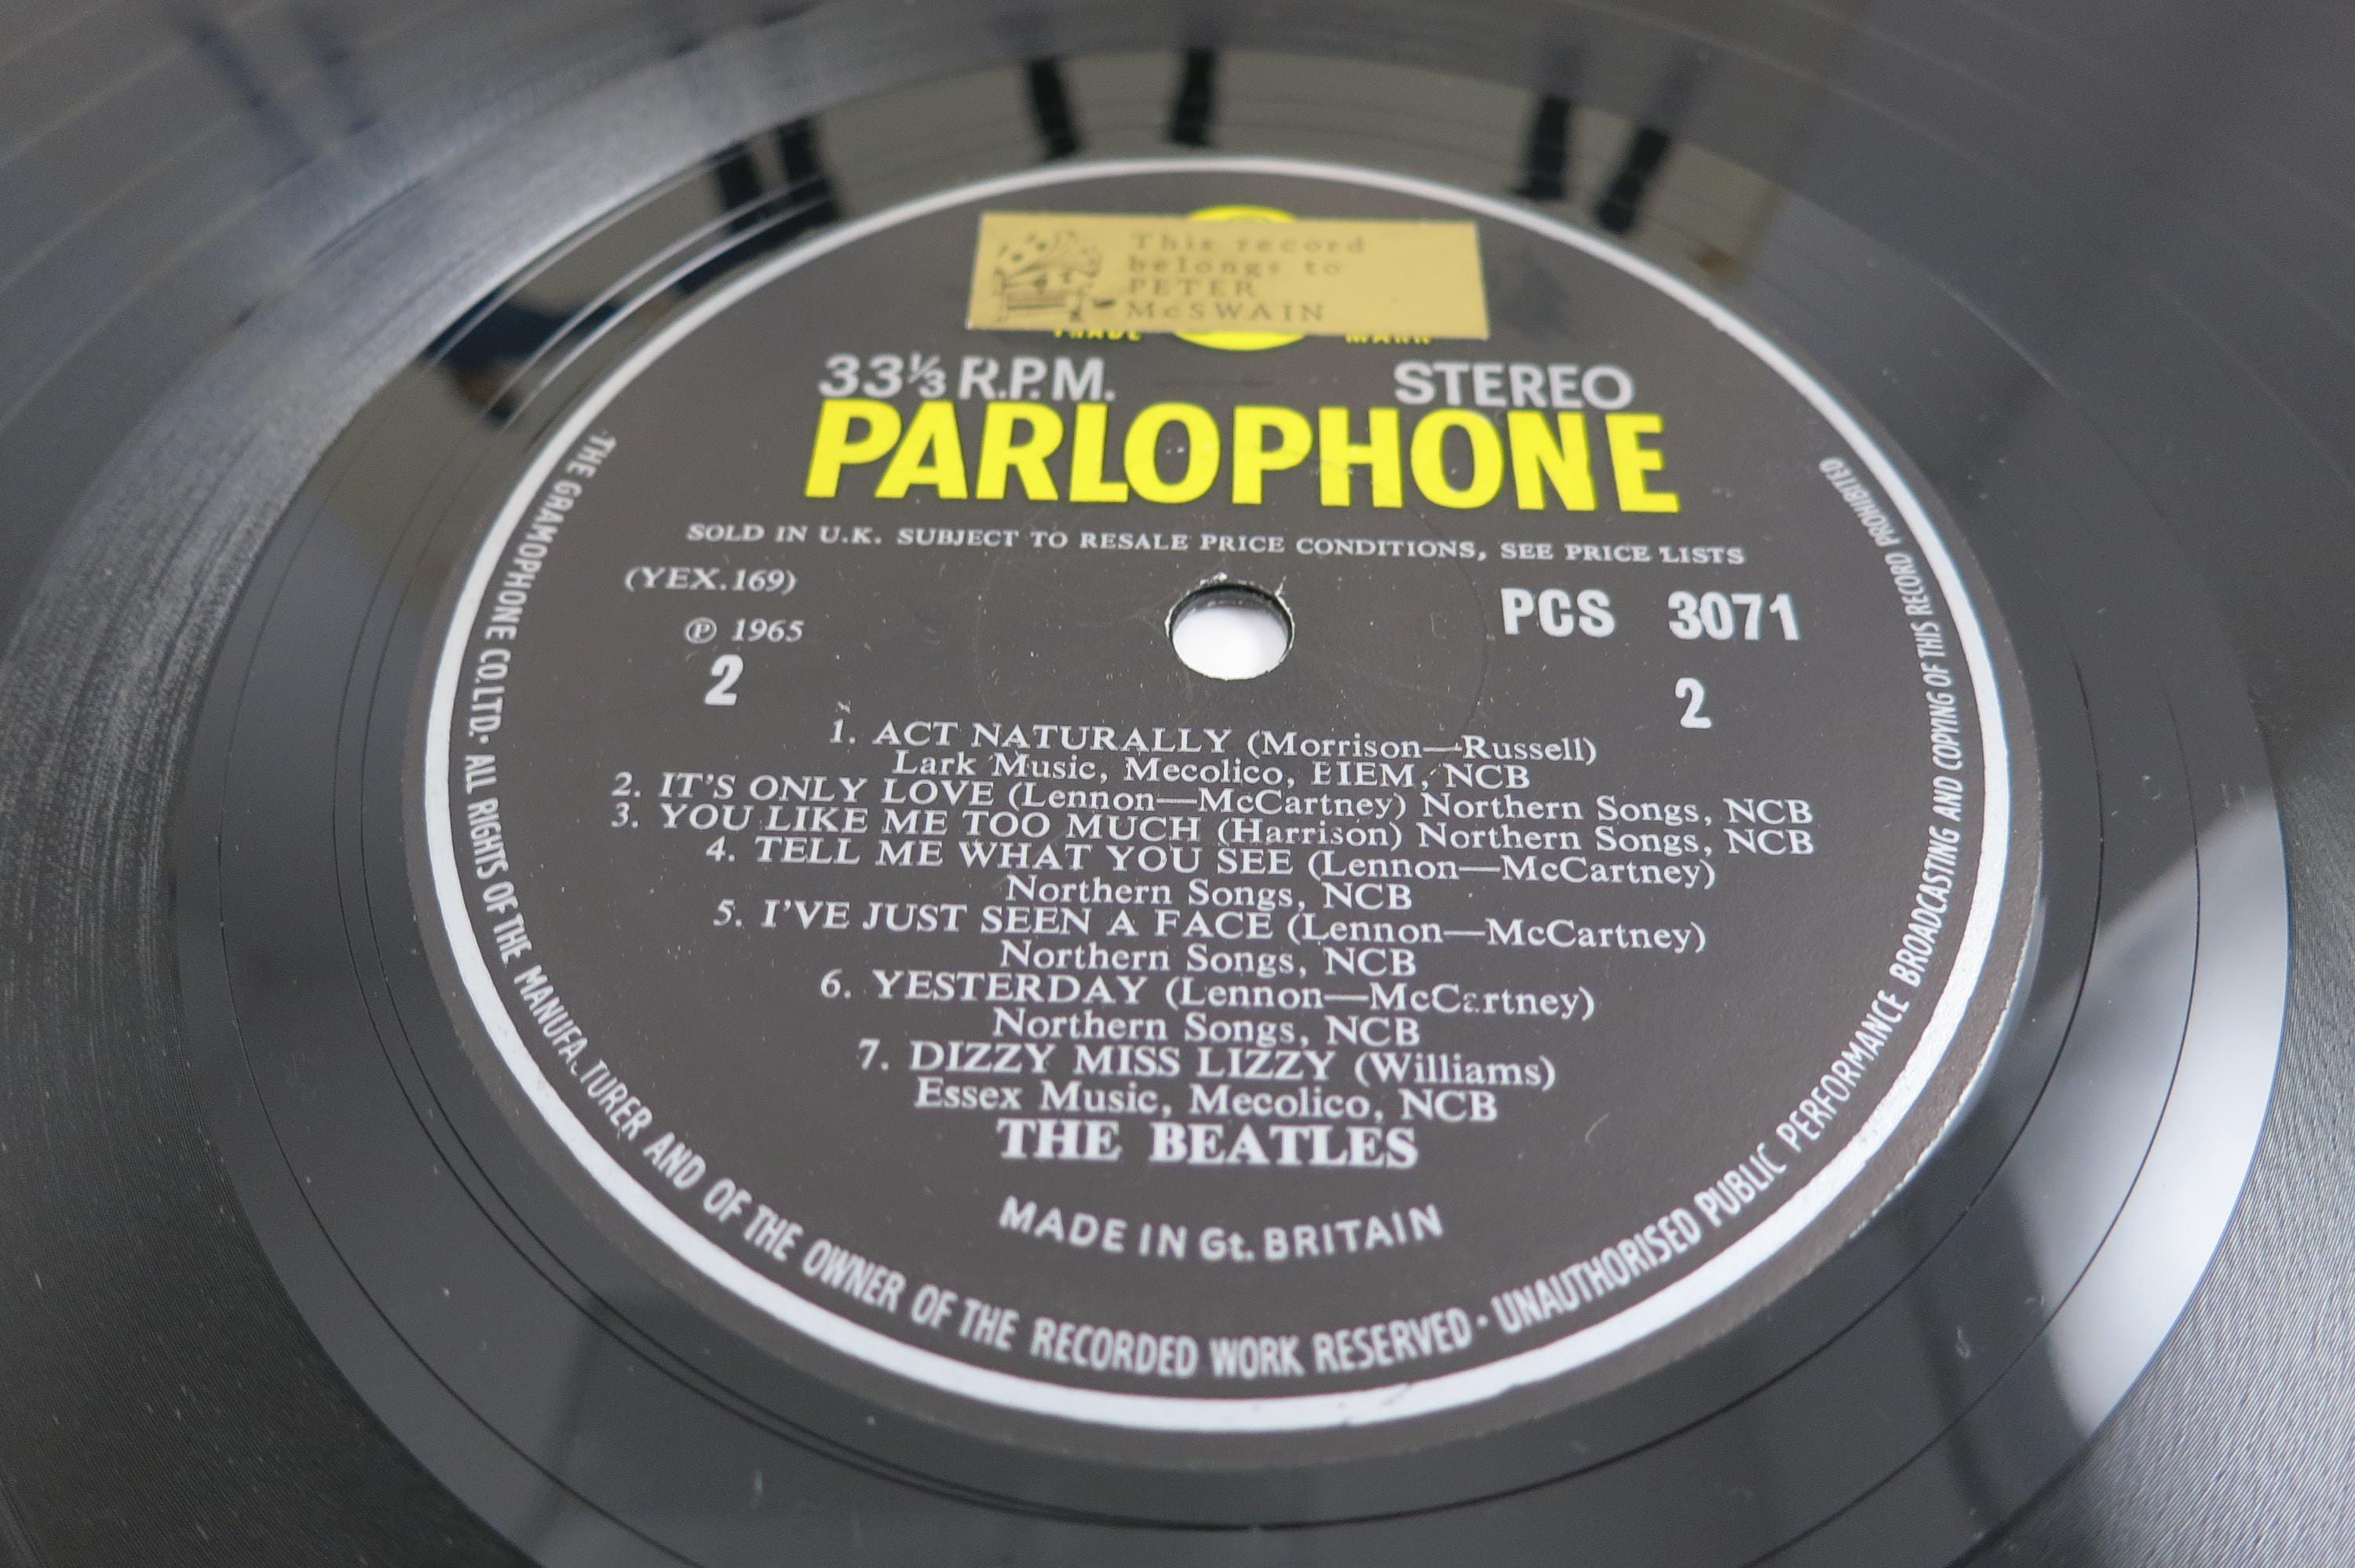 This record
belongs to
PETER
McSWAIN
TRADE MARK
33⅓ R.P.M. STEREO
PARLOPHONE
SOLD IN U.K. SUBJECT TO RESALE PRICE CONDITIONS, SEE PRICE LISTS
(YEX.169)
PCS 3071
℗ 1965
2 2
1. ACT NATURALLY (Morrison—Russell)
Lark Music, Mecolico, BIEM, NCB
2. IT'S ONLY LOVE (Lennon—McCartney) Northern Songs, NCB
3. YOU LIKE ME TOO MUCH (Harrison) Northern Songs, NCB
4. TELL ME WHAT YOU SEE (Lennon—McCartney)
Northern Songs, NCB
5. I'VE JUST SEEN A FACE (Lennon—McCartney)
Northern Songs, NCB
6. YESTERDAY (Lennon—McCartney)
Northern Songs, NCB
7. DIZZY MISS LIZZY (Williams)
Essex Music, Mecolico, NCB
THE BEATLES
MADE IN Gt. BRITAIN
THE GRAMOPHONE CO. LTD. · ALL RIGHTS OF THE MANUFACTURER AND OF THE OWNER OF THE RECORDED WORK RESERVED · UNAUTHORISED PUBLIC PERFORMANCE BROADCASTING AND COPYING OF THIS RECORD PROHIBITED